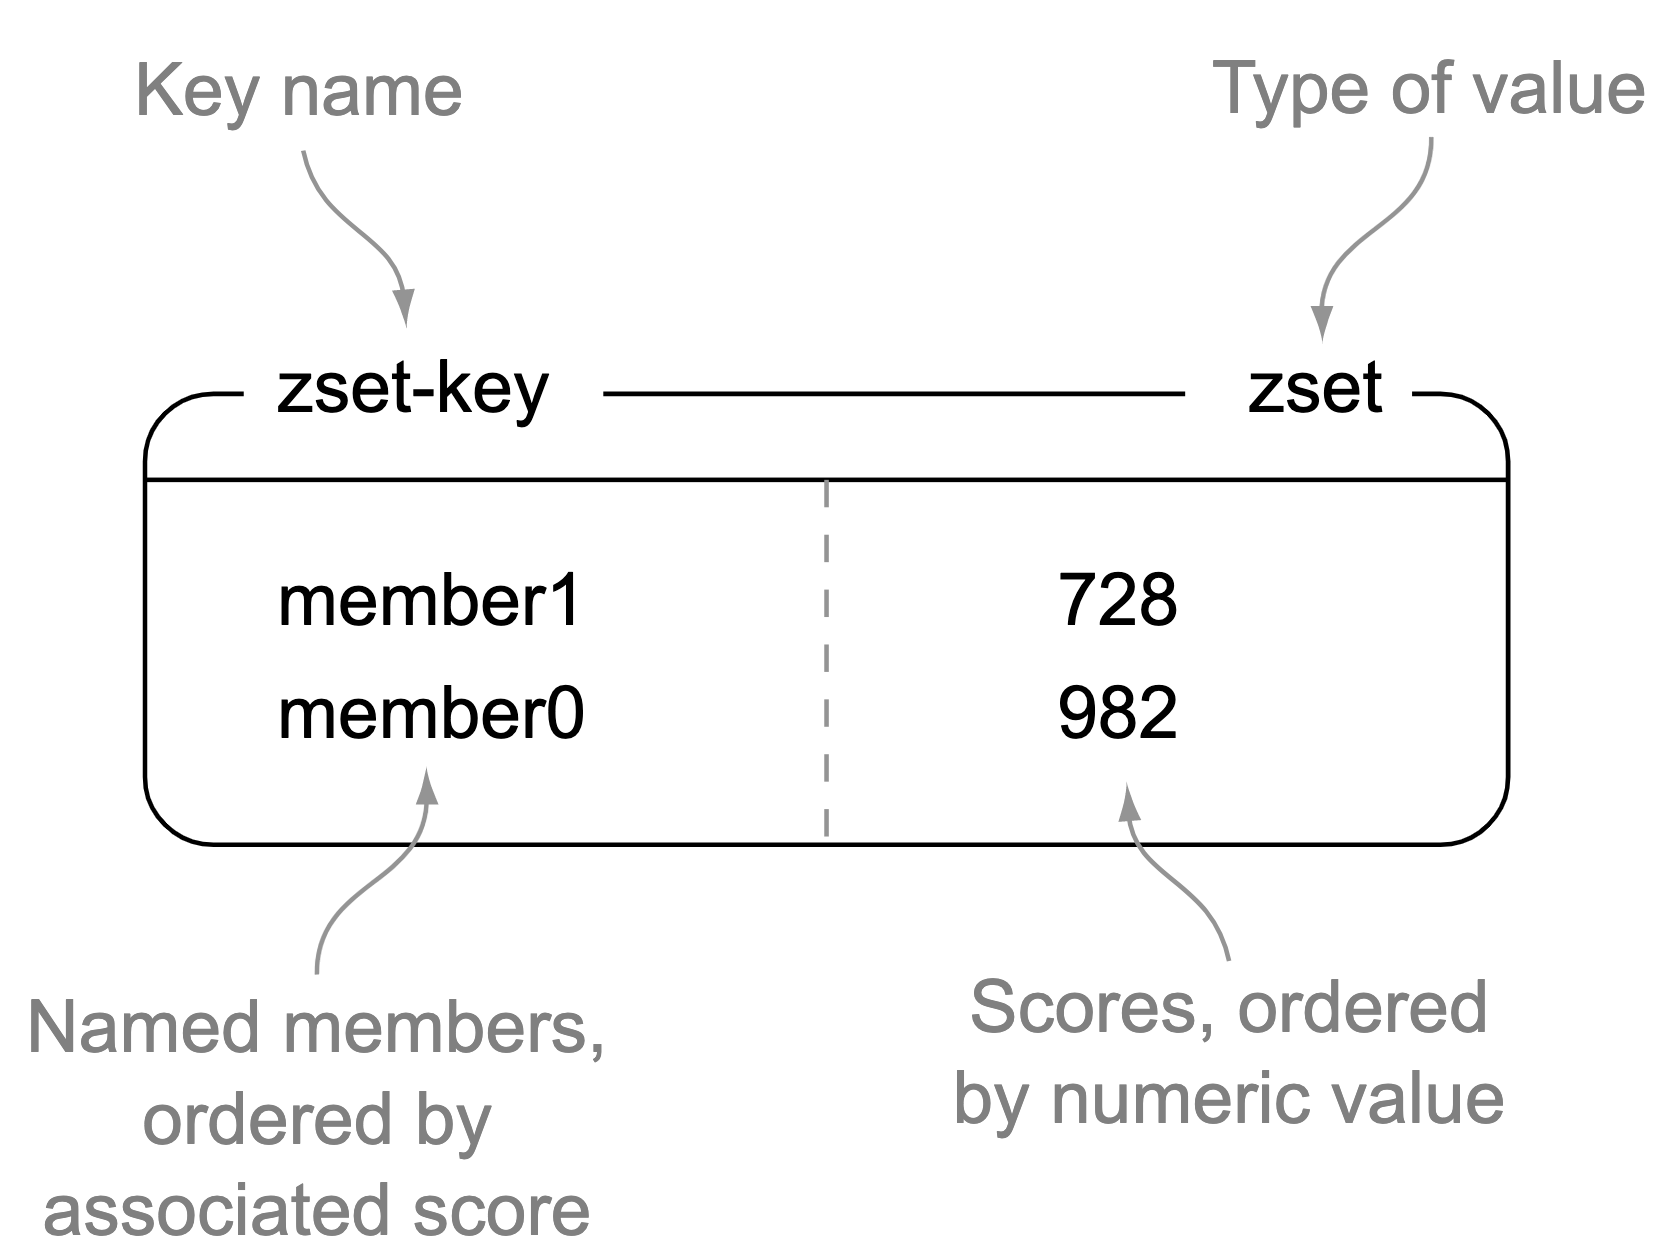 Key name
Type of value
zset-key
zset
member1
728
member0
982
Named members,
ordered by
associated score
Scores, ordered
by numeric value